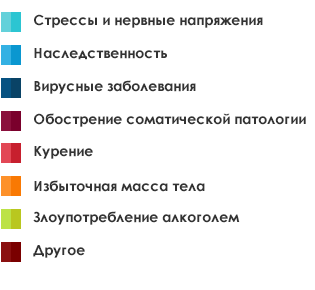 Стрессы и нервные напряжения
Наследственность
Вирусные заболевания
Обострение соматической патологии
Курение
Избыточная масса тела
Злоупотребление алкоголем
Другое